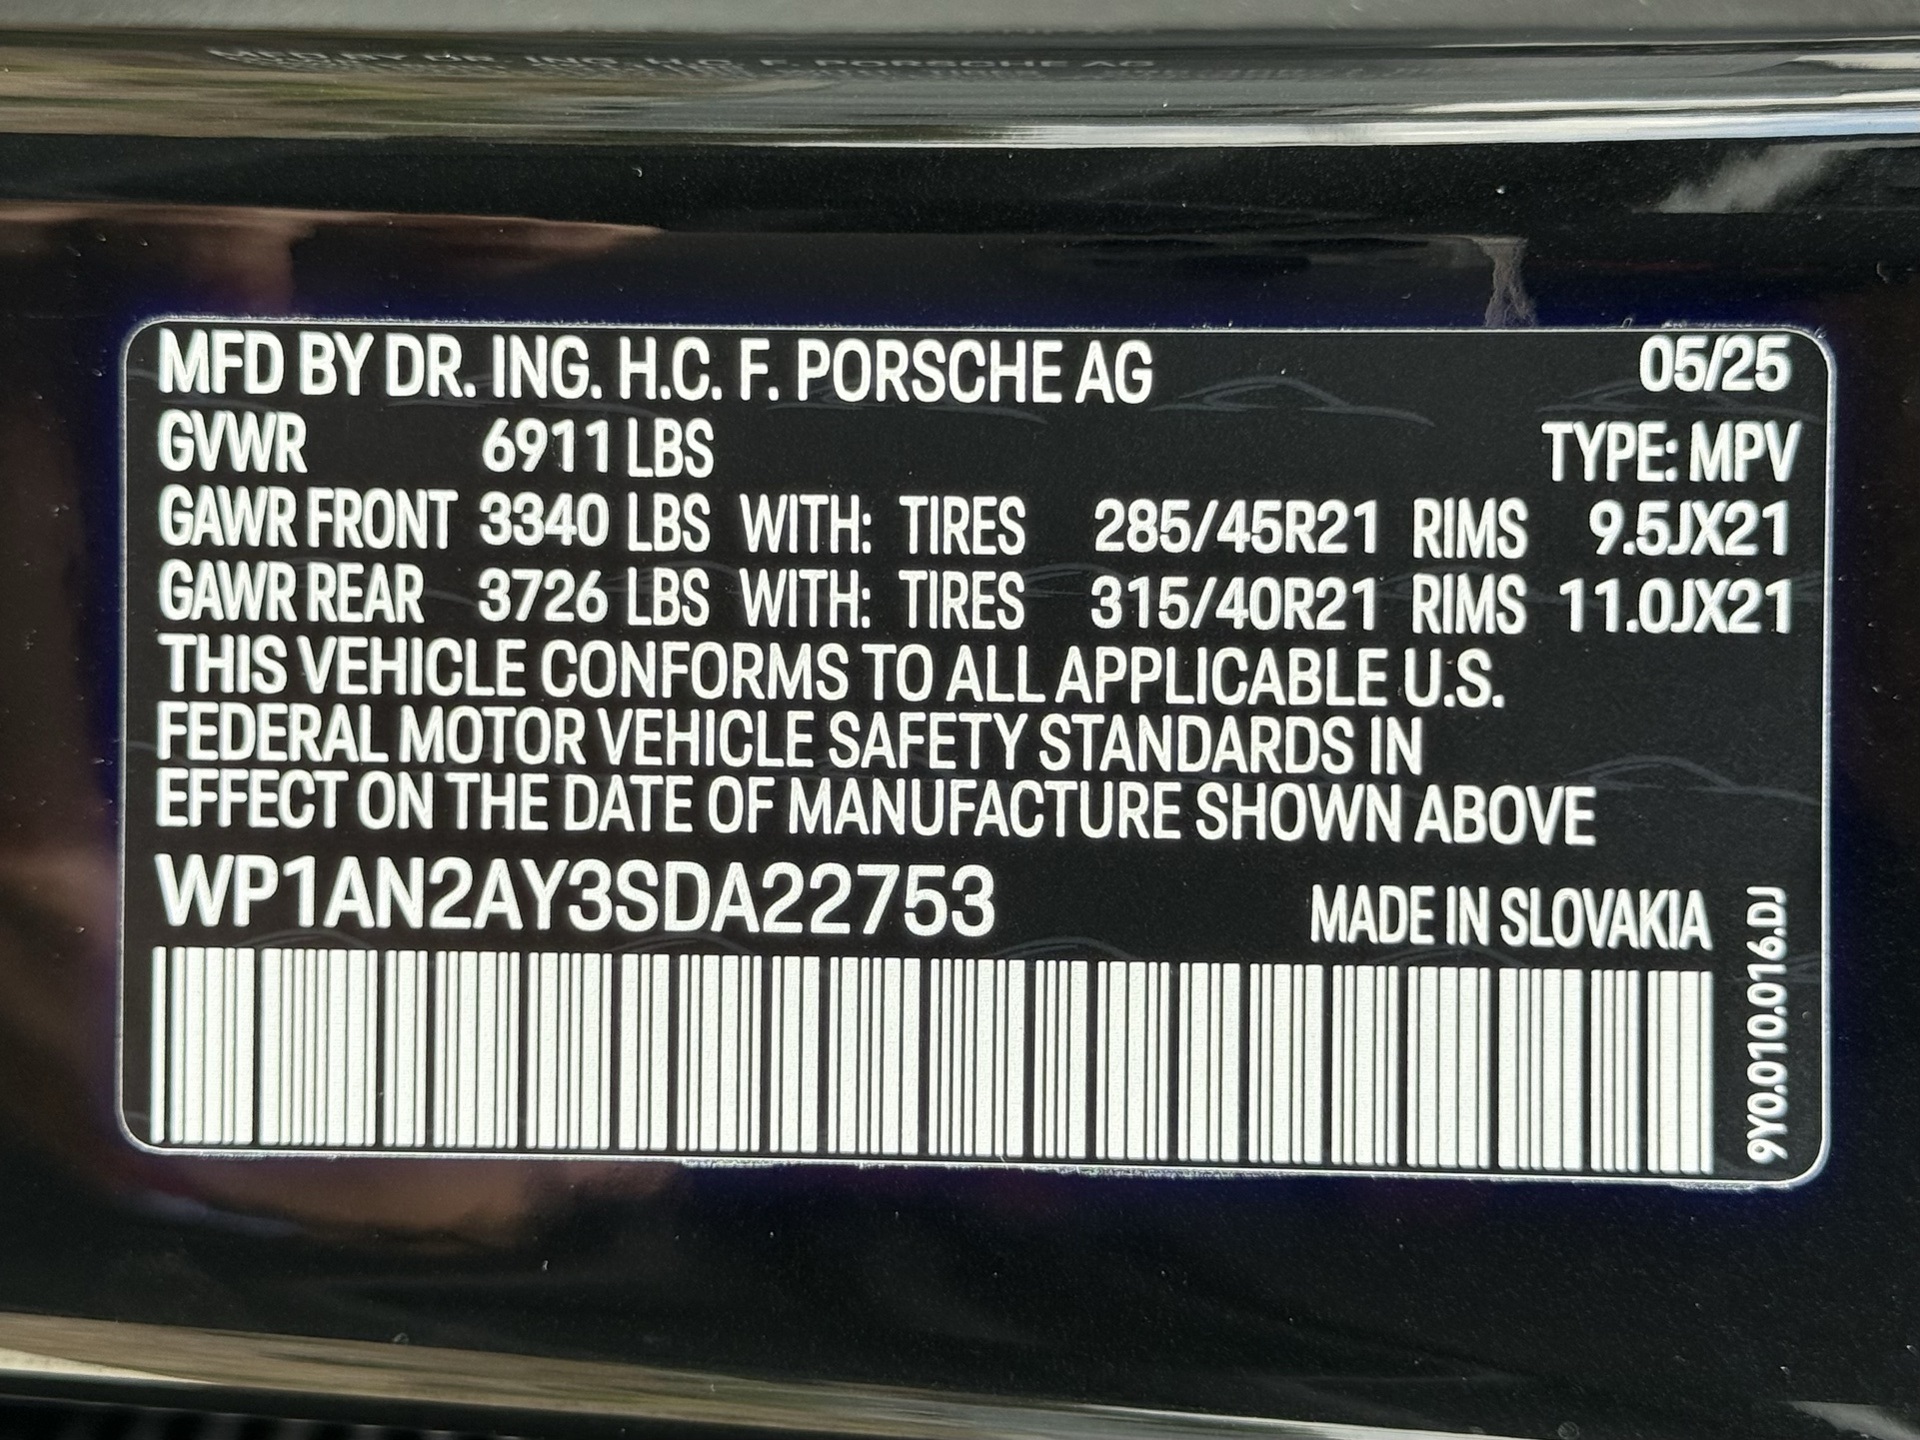 MFD BY DR. ING. H.C. F. PORSCHE AG 05/25
GVWR 6911 LBS TYPE: MPV
GAWR FRONT 3340 LBS WITH: TIRES 285/45R21 RIMS 9.5JX21
GAWR REAR 3726 LBS WITH: TIRES 315/40R21 RIMS 11.0JX21
THIS VEHICLE CONFORMS TO ALL APPLICABLE U.S.
FEDERAL MOTOR VEHICLE SAFETY STANDARDS IN
EFFECT ON THE DATE OF MANUFACTURE SHOWN ABOVE
WP1AN2AY3SDA22753 MADE IN SLOVAKIA
9Y0.010.016.DJ